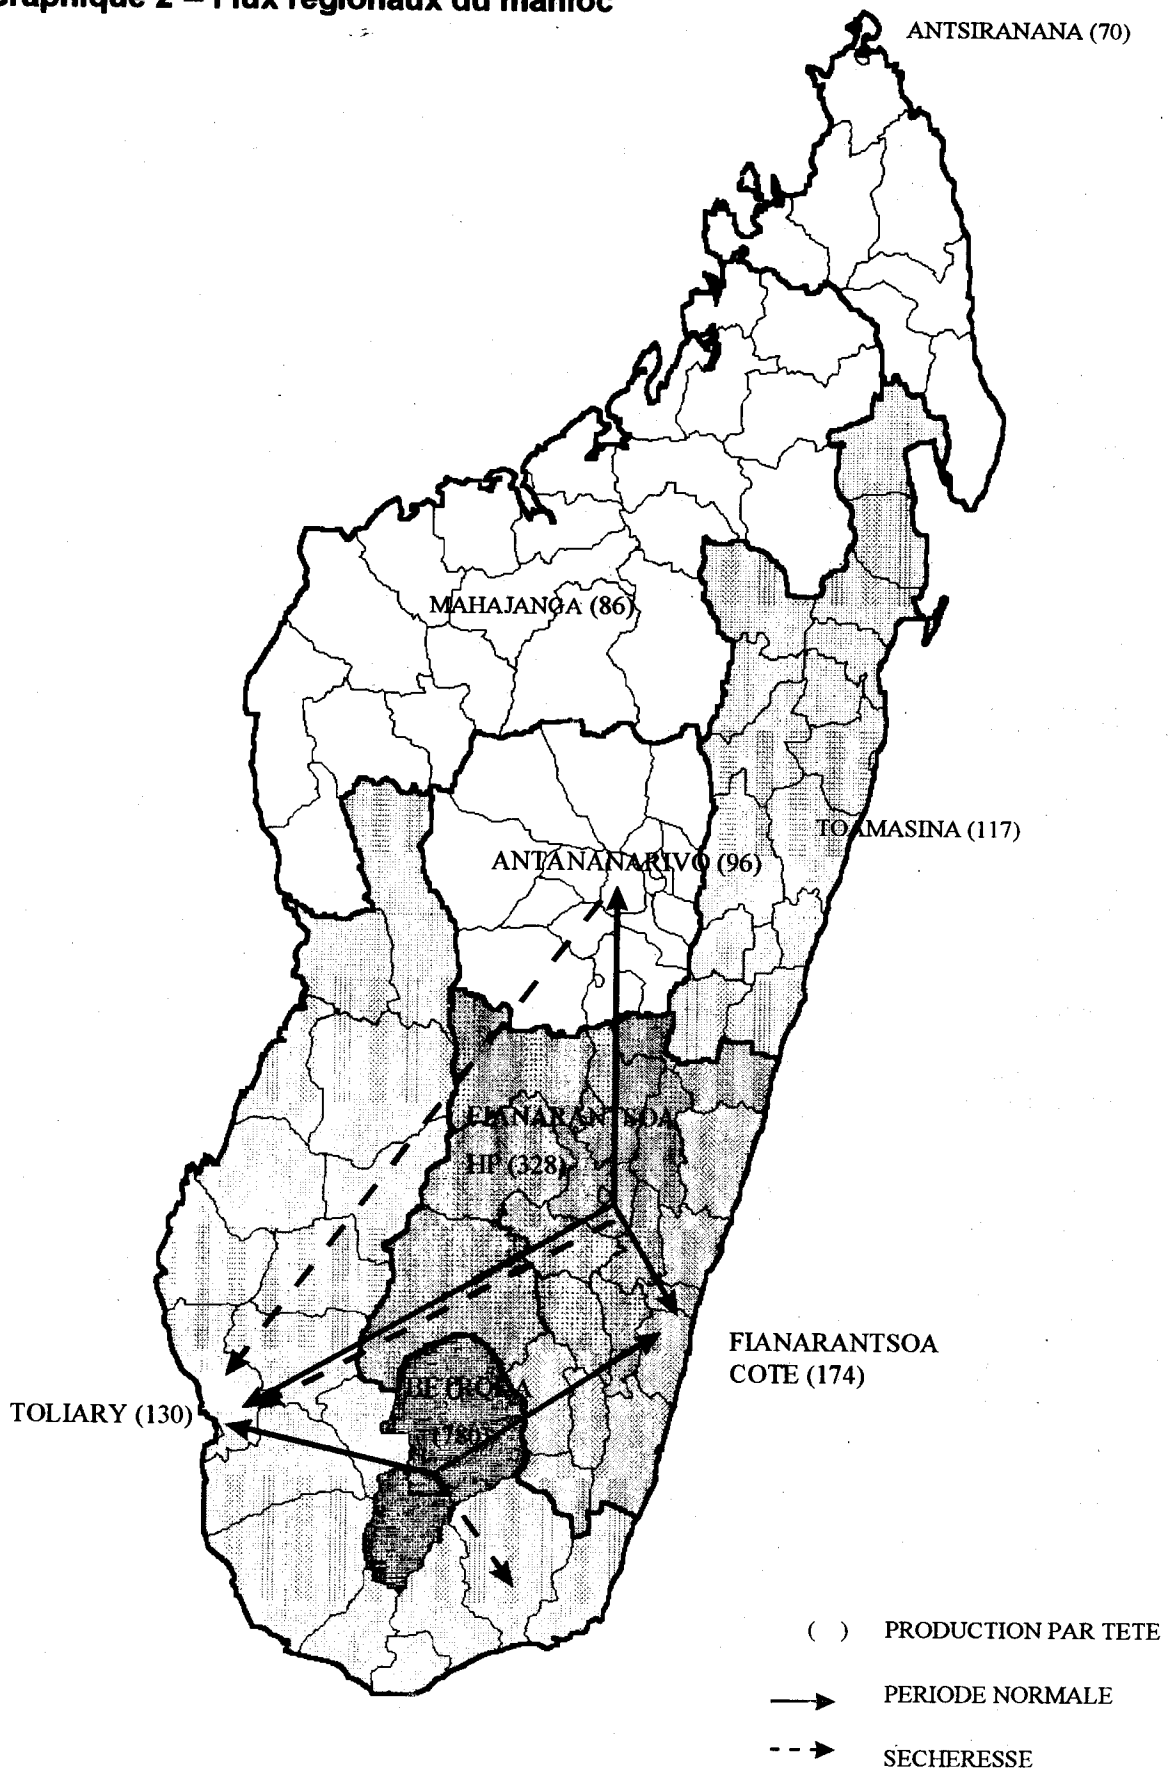 Graphique 2 – Flux régionaux du manioc
ANTSIRANANA (70)
MAHAJANGA (86)
TOAMASINA (117)
ANTANANARIVO (96)
FIANARANTSOA
HP (328)
FIANARANTSOA
COTE (174)
BETROKA
TOLIARY (130)
( ) PRODUCTION PAR TETE
PERIODE NORMALE
SECHERESSE